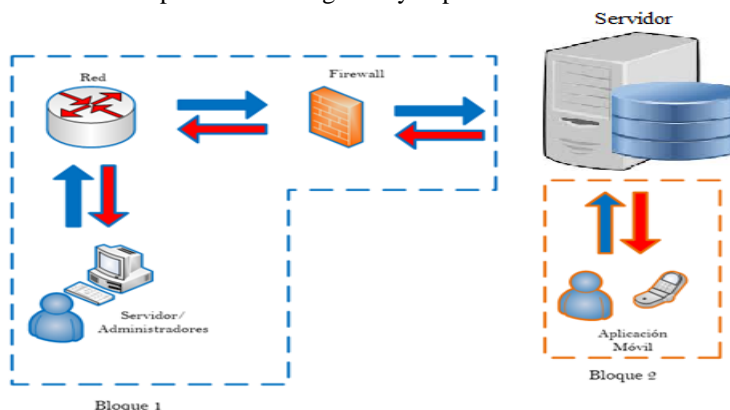 Servidor
Red
Firewall
Servidor/
Administradores
Aplicación
Móvil
Bloque 2
Bloque 1